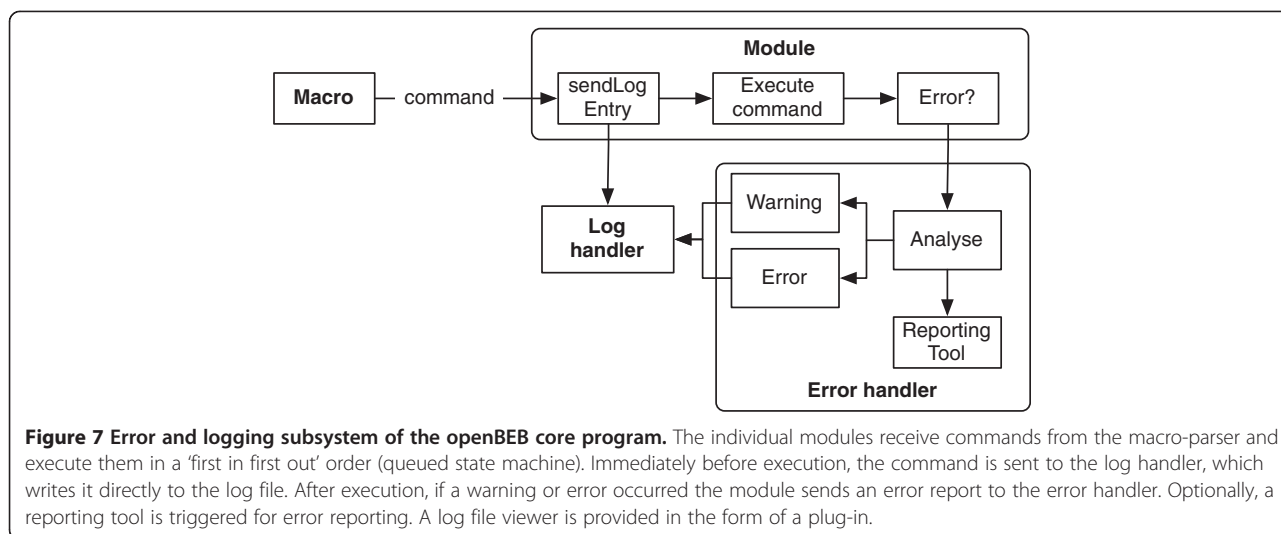 Module
Macro
command
sendLog
Entry
Execute
command
Error?
Warning
Log
handler
Analyse
Error
Reporting
Tool
Error handler
Figure 7 Error and logging subsystem of the openBEB core program. The individual modules receive commands from the macro-parser and
execute them in a ‘first in first out’ order (queued state machine). Immediately before execution, the command is sent to the log handler, which
writes it directly to the log file. After execution, if a warning or error occurred the module sends an error report to the error handler. Optionally, a
reporting tool is triggered for error reporting. A log file viewer is provided in the form of a plug-in.